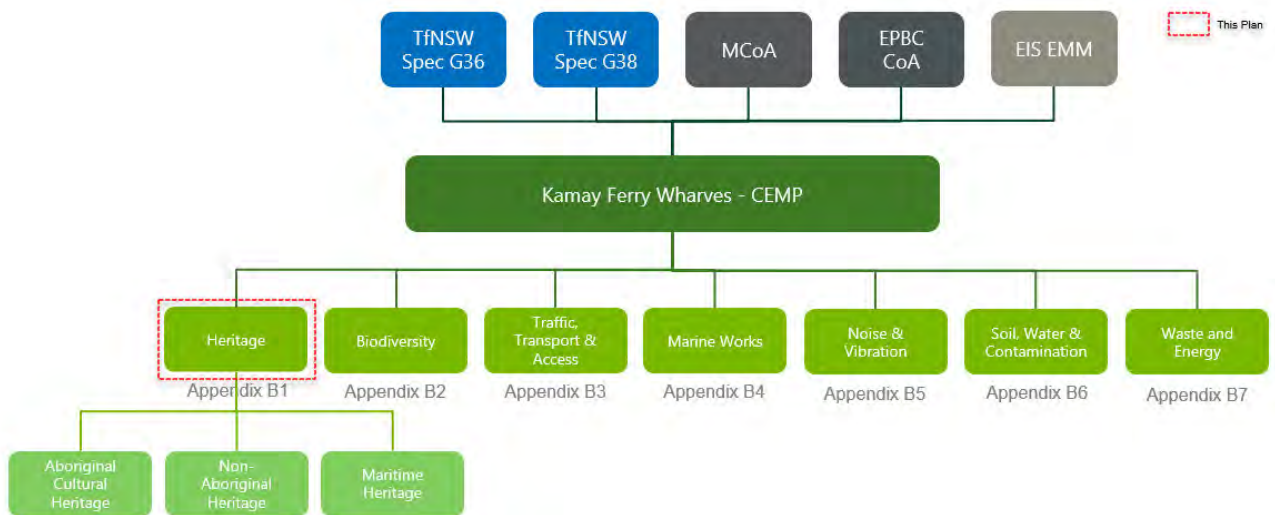 TfNSW
Spec G36
TfNSW
Spec G38
MCoA
EPBC
CoA
EIS EMM
This Plan
Kamay Ferry Wharves - CEMP
Heritage
Biodiversity
Traffic,
Transport &
Access
Marine Works
Noise &
Vibration
Soil, Water &
Contamination
Waste and
Energy
Appendix B1
Appendix B2
Appendix B3
Appendix B4
Appendix B5
Appendix B6
Appendix B7
Aboriginal
Cultural
Heritage
Non-
Aboriginal
Heritage
Maritime
Heritage